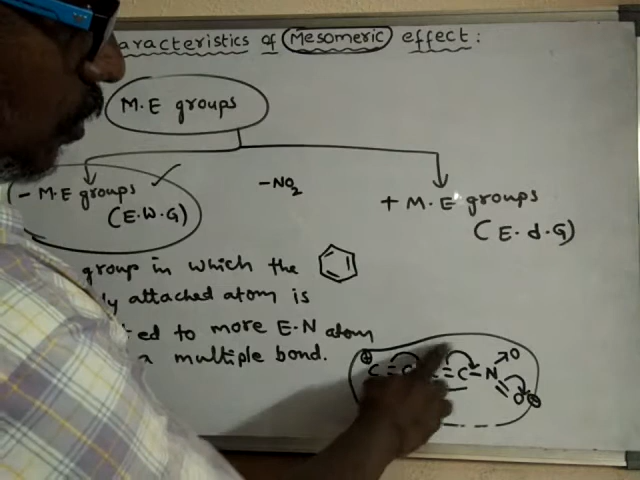 aracteristics of Mesomeric effect:
M.E groups
- M.E groups
(E.W.G)
-NO2
+ M.E groups
(E.d.G)
group in which the
ly attached atom is
ted to more E-N atom
a multiple bond.